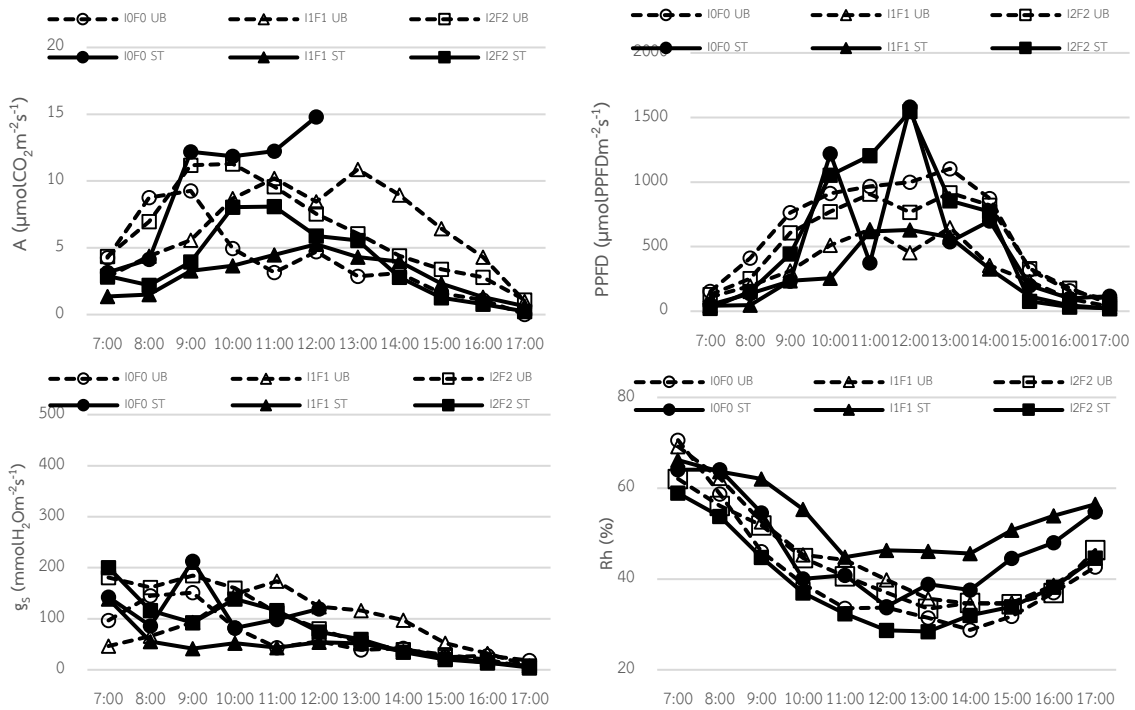 I0F0 UB I1F1 UB I2F2 UB
I0F0 ST I1F1 ST I2F2 ST
20
15
10
5
0
A (µmolCO2m-2s-1)
7:00 8:00 9:00 10:00 11:00 12:00 13:00 14:00 15:00 16:00 17:00
I0F0 UB I1F1 UB I2F2 UB
I0F0 ST I1F1 ST I2F2 ST
2000
1500
1000
500
0
PPFD (µmolPPFDm-2s-1)
7:00 8:00 9:00 10:00 11:00 12:00 13:00 14:00 15:00 16:00 17:00
I0F0 UB I1F1 UB I2F2 UB
I0F0 ST I1F1 ST I2F2 ST
500
400
300
200
100
0
gs (mmolH2Om-2s-1)
7:00 8:00 9:00 10:00 11:00 12:00 13:00 14:00 15:00 16:00 17:00
I0F0 UB I1F1 UB I2F2 UB
I0F0 ST I1F1 ST I2F2 ST
80
60
40
20
Rh (%)
7:00 8:00 9:00 10:00 11:00 12:00 13:00 14:00 15:00 16:00 17:00